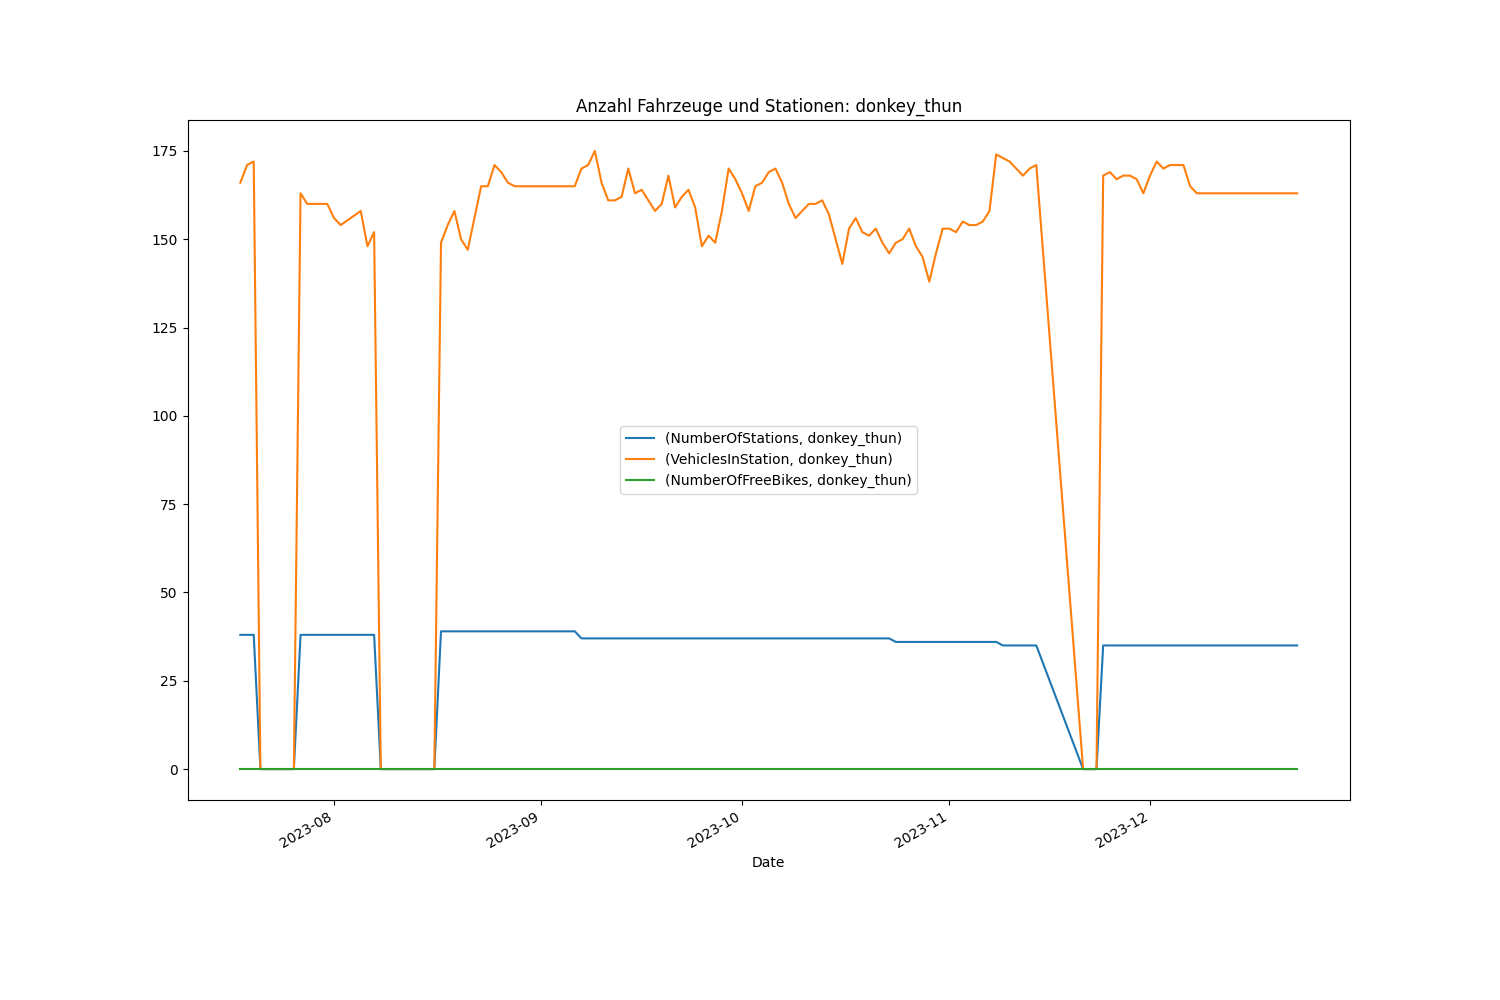 Anzahl Fahrzeuge und Stationen: donkey_thun
175
150
125
100
75
50
25
0
(NumberOfStations, donkey_thun)
(VehiclesInStation, donkey_thun)
(NumberOfFreeBikes, donkey_thun)
2023-08
2023-09
2023-10
2023-11
2023-12
Date